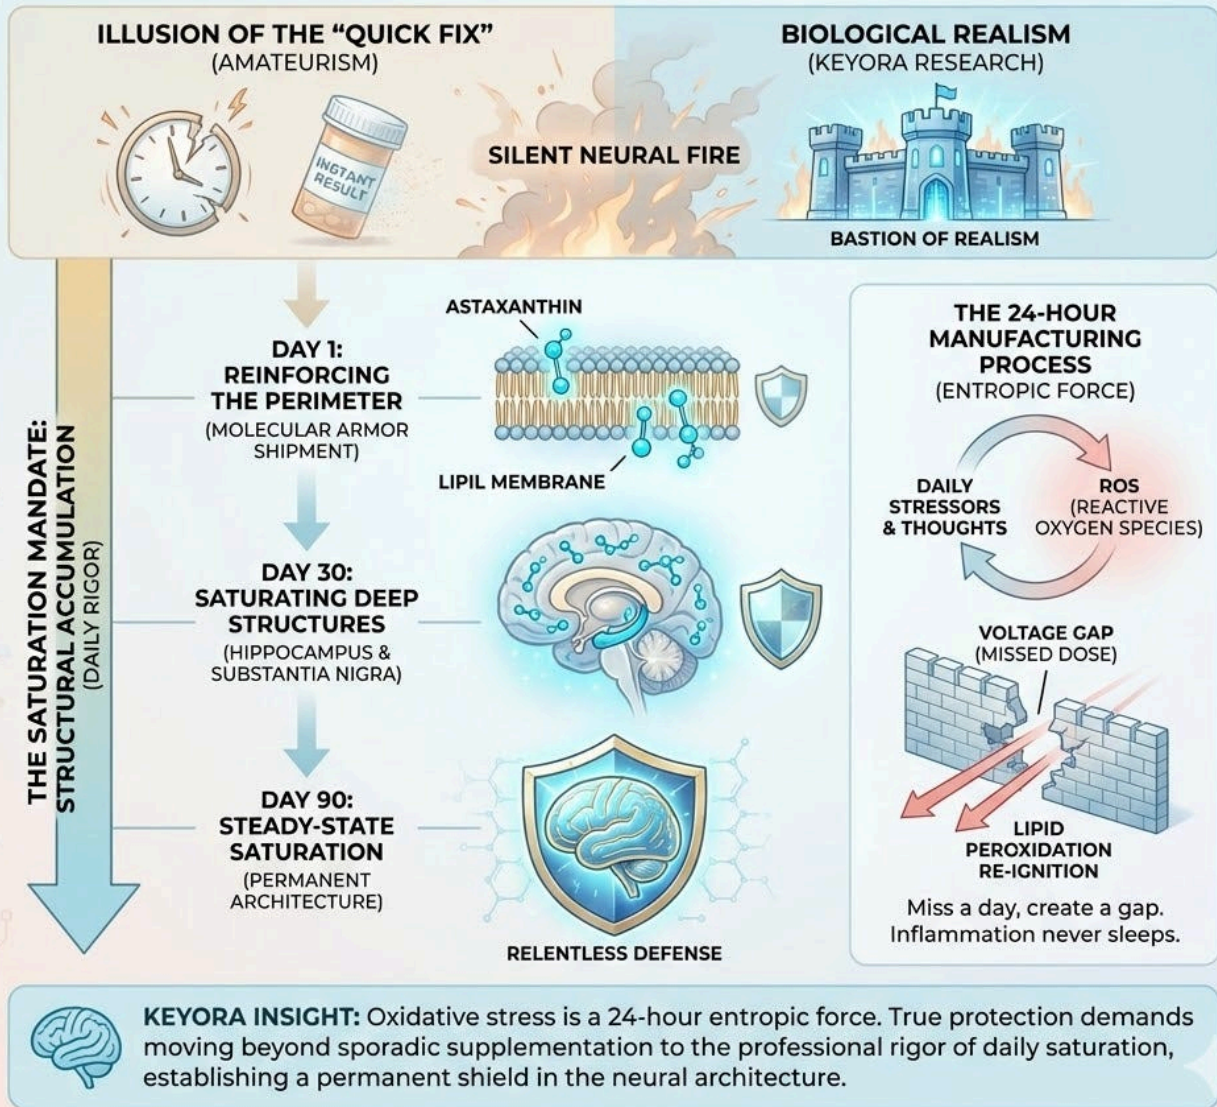 ILLUSION OF THE “QUICK FIX”
(AMATEURISM)
INGTANT
RESULT
SILENT NEURAL FIRE
BIOLOGICAL REALISM
(KEYORA RESEARCH)
BASTION OF REALISM
THE SATURATION MANDATE:
STRUCTURAL ACCUMULATION
(DAILY RIGOR)
DAY 1:
REINFORCING
THE PERIMETER
(MOLECULAR ARMOR
SHIPMENT)
ASTAXANTHIN
LIPIL MEMBRANE
DAY 30:
SATURATING DEEP
STRUCTURES
(HIPPOCAMPUS &
SUBSTANTIA NIGRA)
DAY 90:
STEADY-STATE
SATURATION
(PERMANENT
ARCHITECTURE)
RELENTLESS DEFENSE
THE 24-HOUR
MANUFACTURING
PROCESS
(ENTROPIC FORCE)
DAILY
STRESSORS
& THOUGHTS
ROS
(REACTIVE
OXYGEN SPECIES)
VOLTAGE GAP
(MISSED DOSE)
LIPID
PEROXIDATION
RE-IGNITION
Miss a day, create a gap.
Inflammation never sleeps.
KEYORA INSIGHT: Oxidative stress is a 24-hour entropic force. True protection demands
moving beyond sporadic supplementation to the professional rigor of daily saturation,
establishing a permanent shield in the neural architecture.